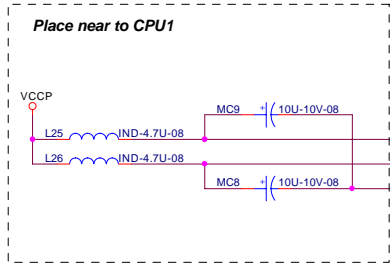 Place near to CPU1
VCCP
MC9 + 10U-10V-08
L25 IND-4.7U-08
L26 IND-4.7U-08
MC8 + 10U-10V-08